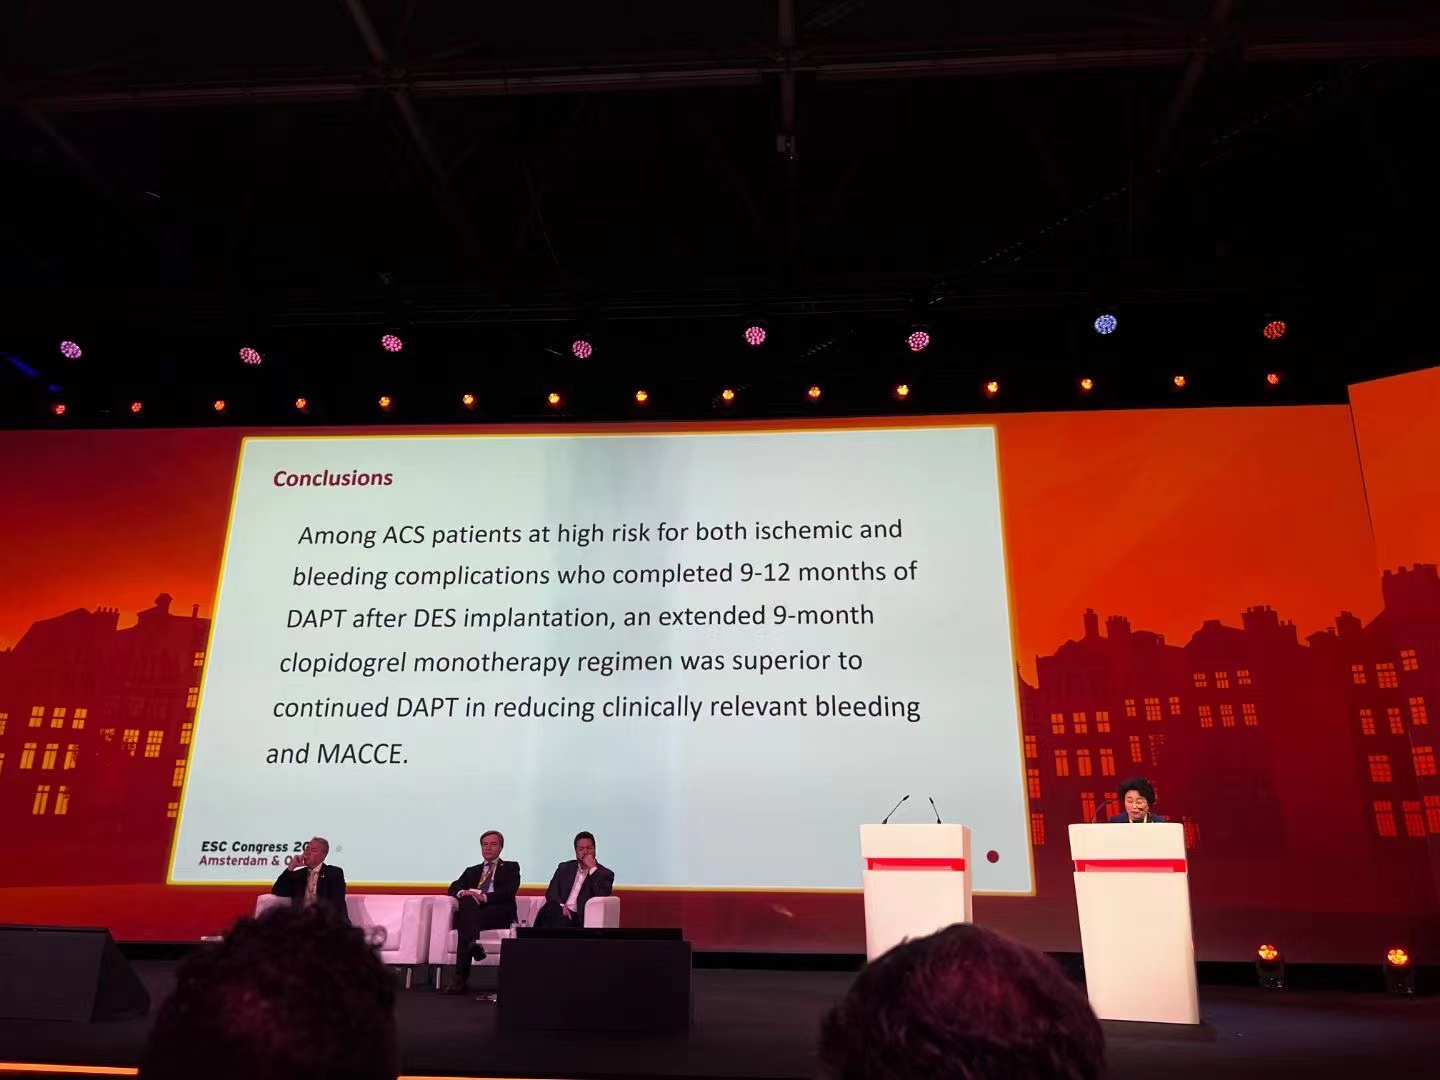 Conclusions
Among ACS patients at high risk for both ischemic and
bleeding complications who completed 9-12 months of
DAPT after DES implantation, an extended 9-month
clopidogrel monotherapy regimen was superior to
continued DAPT in reducing clinically relevant bleeding
and MACCE.
ESC Congress
Amsterdam &